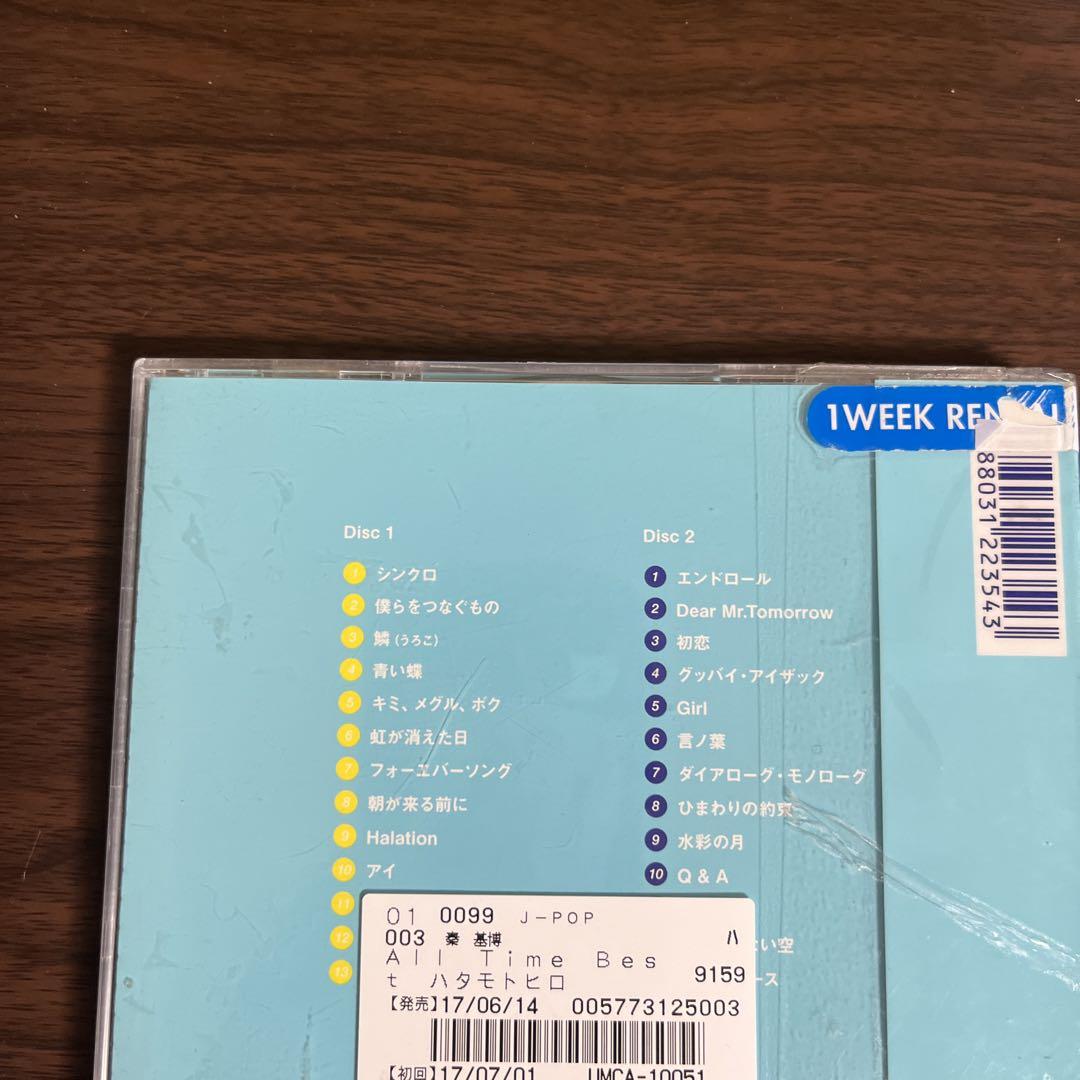 1WEEK
88031 223543
Disc 1
1 シンクロ
2 僕らをつなぐもの
3 鱗（うろこ）
4 青い蝶
5 キミ、メグル、ボク
6 虹が消えた日
7 フォーエバーソング
8 朝が来る前に
9 Halation
10 アイ
11
12
13
Disc 2
1 エンドロール
2 Dear Mr.Tomorrow
3 初恋
4 グッバイ・アイザック
5 Girl
6 言ノ葉
7 ダイアローグ・モノローグ
8 ひまわりの約束
9 水彩の月
10 Q & A
い空
ース
01 0099 J-POP
003 秦 基博 ハ
All Time Bes
t ハタモトヒロ 9159
【発売】17/06/14 005773125003
【初回】17/07/01 UMCA-10051